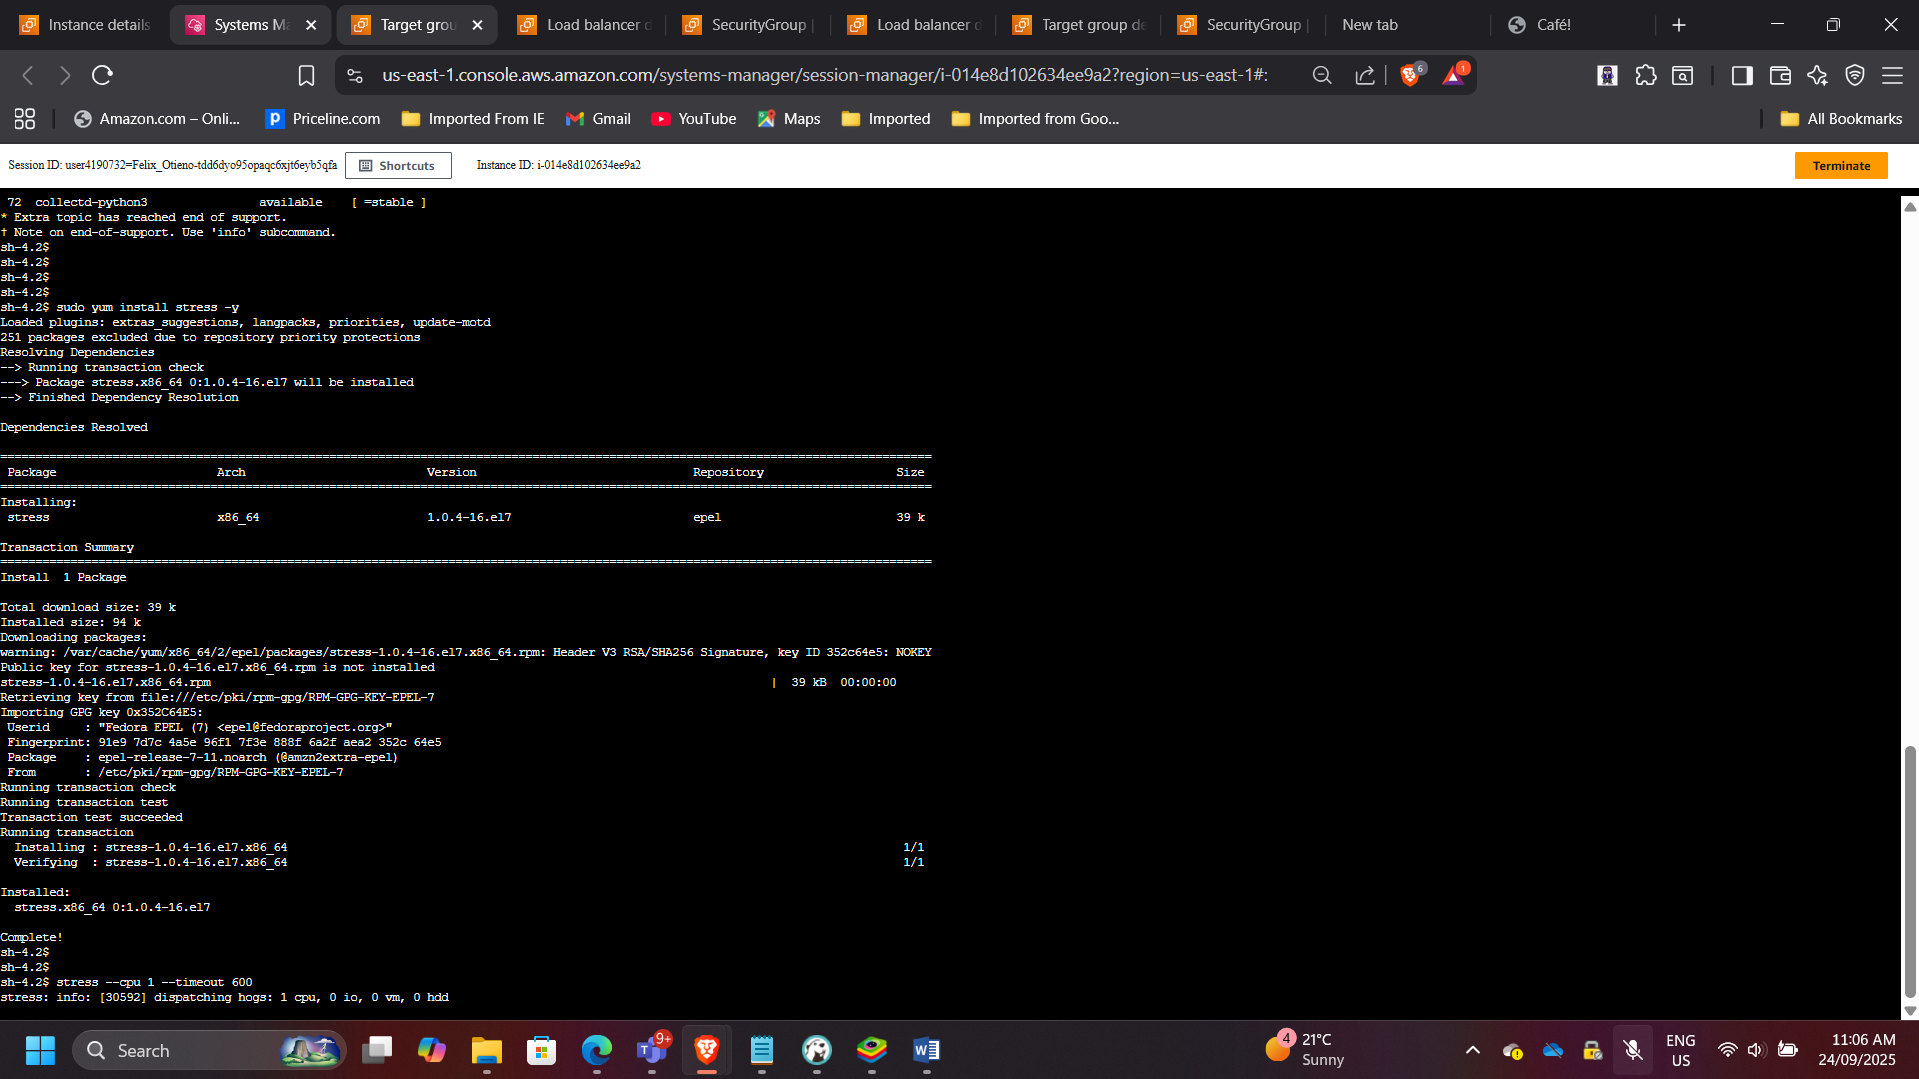 Instance details
Systems Ma
Target grou
Load balancer d
SecurityGroup |
Load balancer d
Target group de
SecurityGroup |
New tab
Café!
us-east-1.console.aws.amazon.com/systems-manager/session-manager/i-014e8d102634ee9a2?region=us-east-1#:
6
1
Amazon.com – Onli...
Priceline.com
Imported From IE
Gmail
YouTube
Maps
Imported
Imported from Goo...
All Bookmarks
Session ID: user4190732=Felix_Otieno-tdd6dyo95opaqc6xjt6eyb5qfa
Shortcuts
Instance ID: i-014e8d102634ee9a2
Terminate
72 collectd-python3 available [ =stable ]
* Extra topic has reached end of support.
† Note on end-of-support. Use 'info' subcommand.
sh-4.2$
sh-4.2$
sh-4.2$
sh-4.2$
sh-4.2$ sudo yum install stress -y
Loaded plugins: extras_suggestions, langpacks, priorities, update-motd
251 packages excluded due to repository priority protections
Resolving Dependencies
--> Running transaction check
---> Package stress.x86_64 0:1.0.4-16.el7 will be installed
--> Finished Dependency Resolution
Dependencies Resolved
Package Arch Version Repository Size
Installing:
stress x86_64 1.0.4-16.el7 epel 39 k
Transaction Summary
Install 1 Package
Total download size: 39 k
Installed size: 94 k
Downloading packages:
warning: /var/cache/yum/x86_64/2/epel/packages/stress-1.0.4-16.el7.x86_64.rpm: Header V3 RSA/SHA256 Signature, key ID 352c64e5: NOKEY
Public key for stress-1.0.4-16.el7.x86_64.rpm is not installed
stress-1.0.4-16.el7.x86_64.rpm | 39 kB 00:00:00
Retrieving key from file:///etc/pki/rpm-gpg/RPM-GPG-KEY-EPEL-7
Importing GPG key 0x352C64E5:
Userid : "Fedora EPEL (7) <epel@fedoraproject.org>"
Fingerprint: 91e9 7d7c 4a5e 96f1 7f3e 888f 6a2f aea2 352c 64e5
Package : epel-release-7-11.noarch (@amzn2extra-epel)
From : /etc/pki/rpm-gpg/RPM-GPG-KEY-EPEL-7
Running transaction check
Running transaction test
Transaction test succeeded
Running transaction
Installing : stress-1.0.4-16.el7.x86_64 1/1
Verifying : stress-1.0.4-16.el7.x86_64 1/1
Installed:
stress.x86_64 0:1.0.4-16.el7
Complete!
sh-4.2$
sh-4.2$
sh-4.2$ stress --cpu 1 --timeout 600
stress: info: [30592] dispatching hogs: 1 cpu, 0 io, 0 vm, 0 hdd
Search
9+
4
21°C
Sunny
ENG
US
11:06 AM
24/09/2025